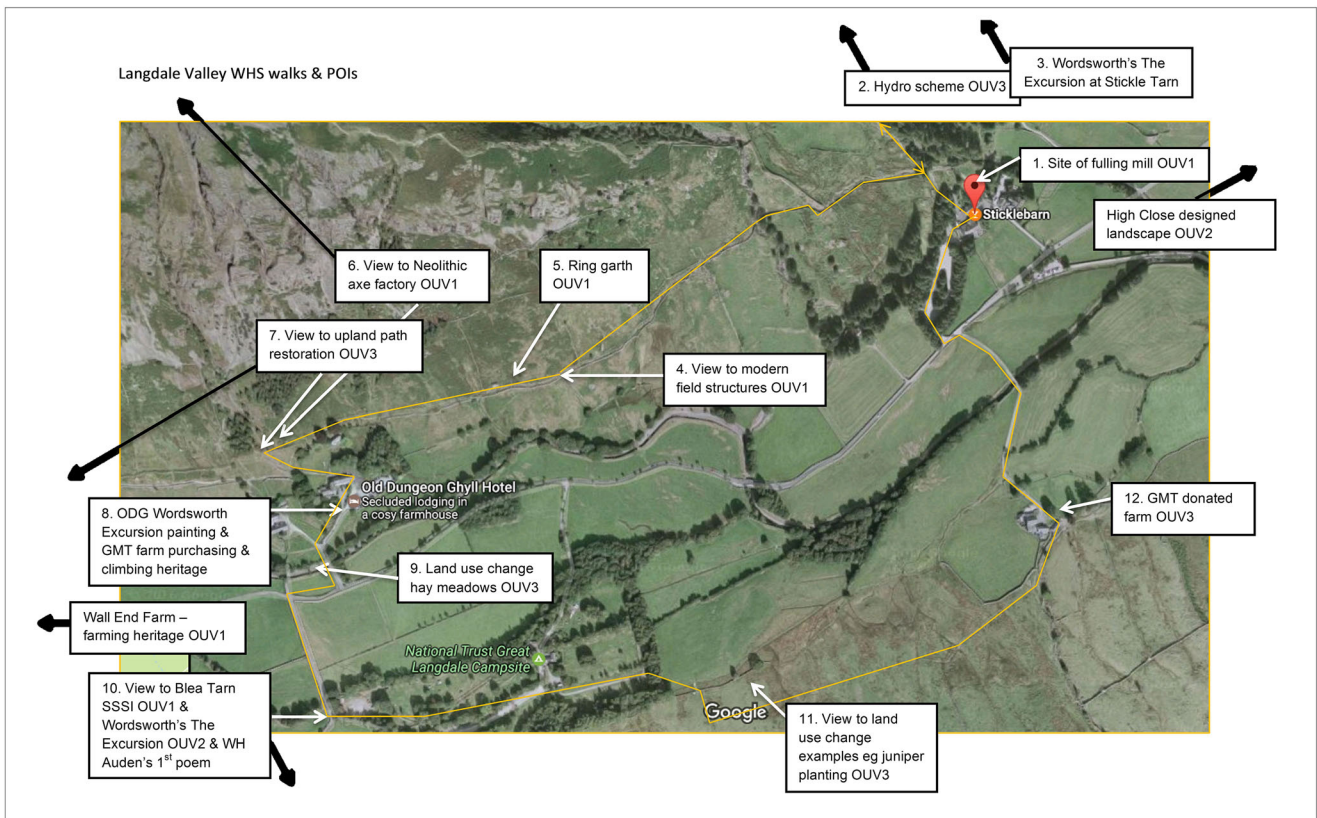 Langdale Valley WHS walks & POIs
2. Hydro scheme OUV3
3. Wordsworth's The
Excursion at Stickle Tarn
1. Site of fulling mill OUV1
Sticklebarn
High Close designed
landscape OUV2
6. View to Neolithic
axe factory OUV1
5. Ring garth
OUV1
7. View to upland path
restoration OUV3
4. View to modern
field structures OUV1
Old Dungeon Ghyll Hotel
Secluded lodging in
a cosy farmhouse
8. ODG Wordsworth
Excursion painting &
GMT farm purchasing &
climbing heritage
12. GMT donated
farm OUV3
9. Land use change
hay meadows OUV3
Wall End Farm –
farming heritage OUV1
National Trust Great
Langdale Campsite
10. View to Blea Tarn
SSSI OUV1 &
Wordsworth's The
Excursion OUV2 & WH
Auden's 1st poem
Google
11. View to land
use change
examples eg juniper
planting OUV3